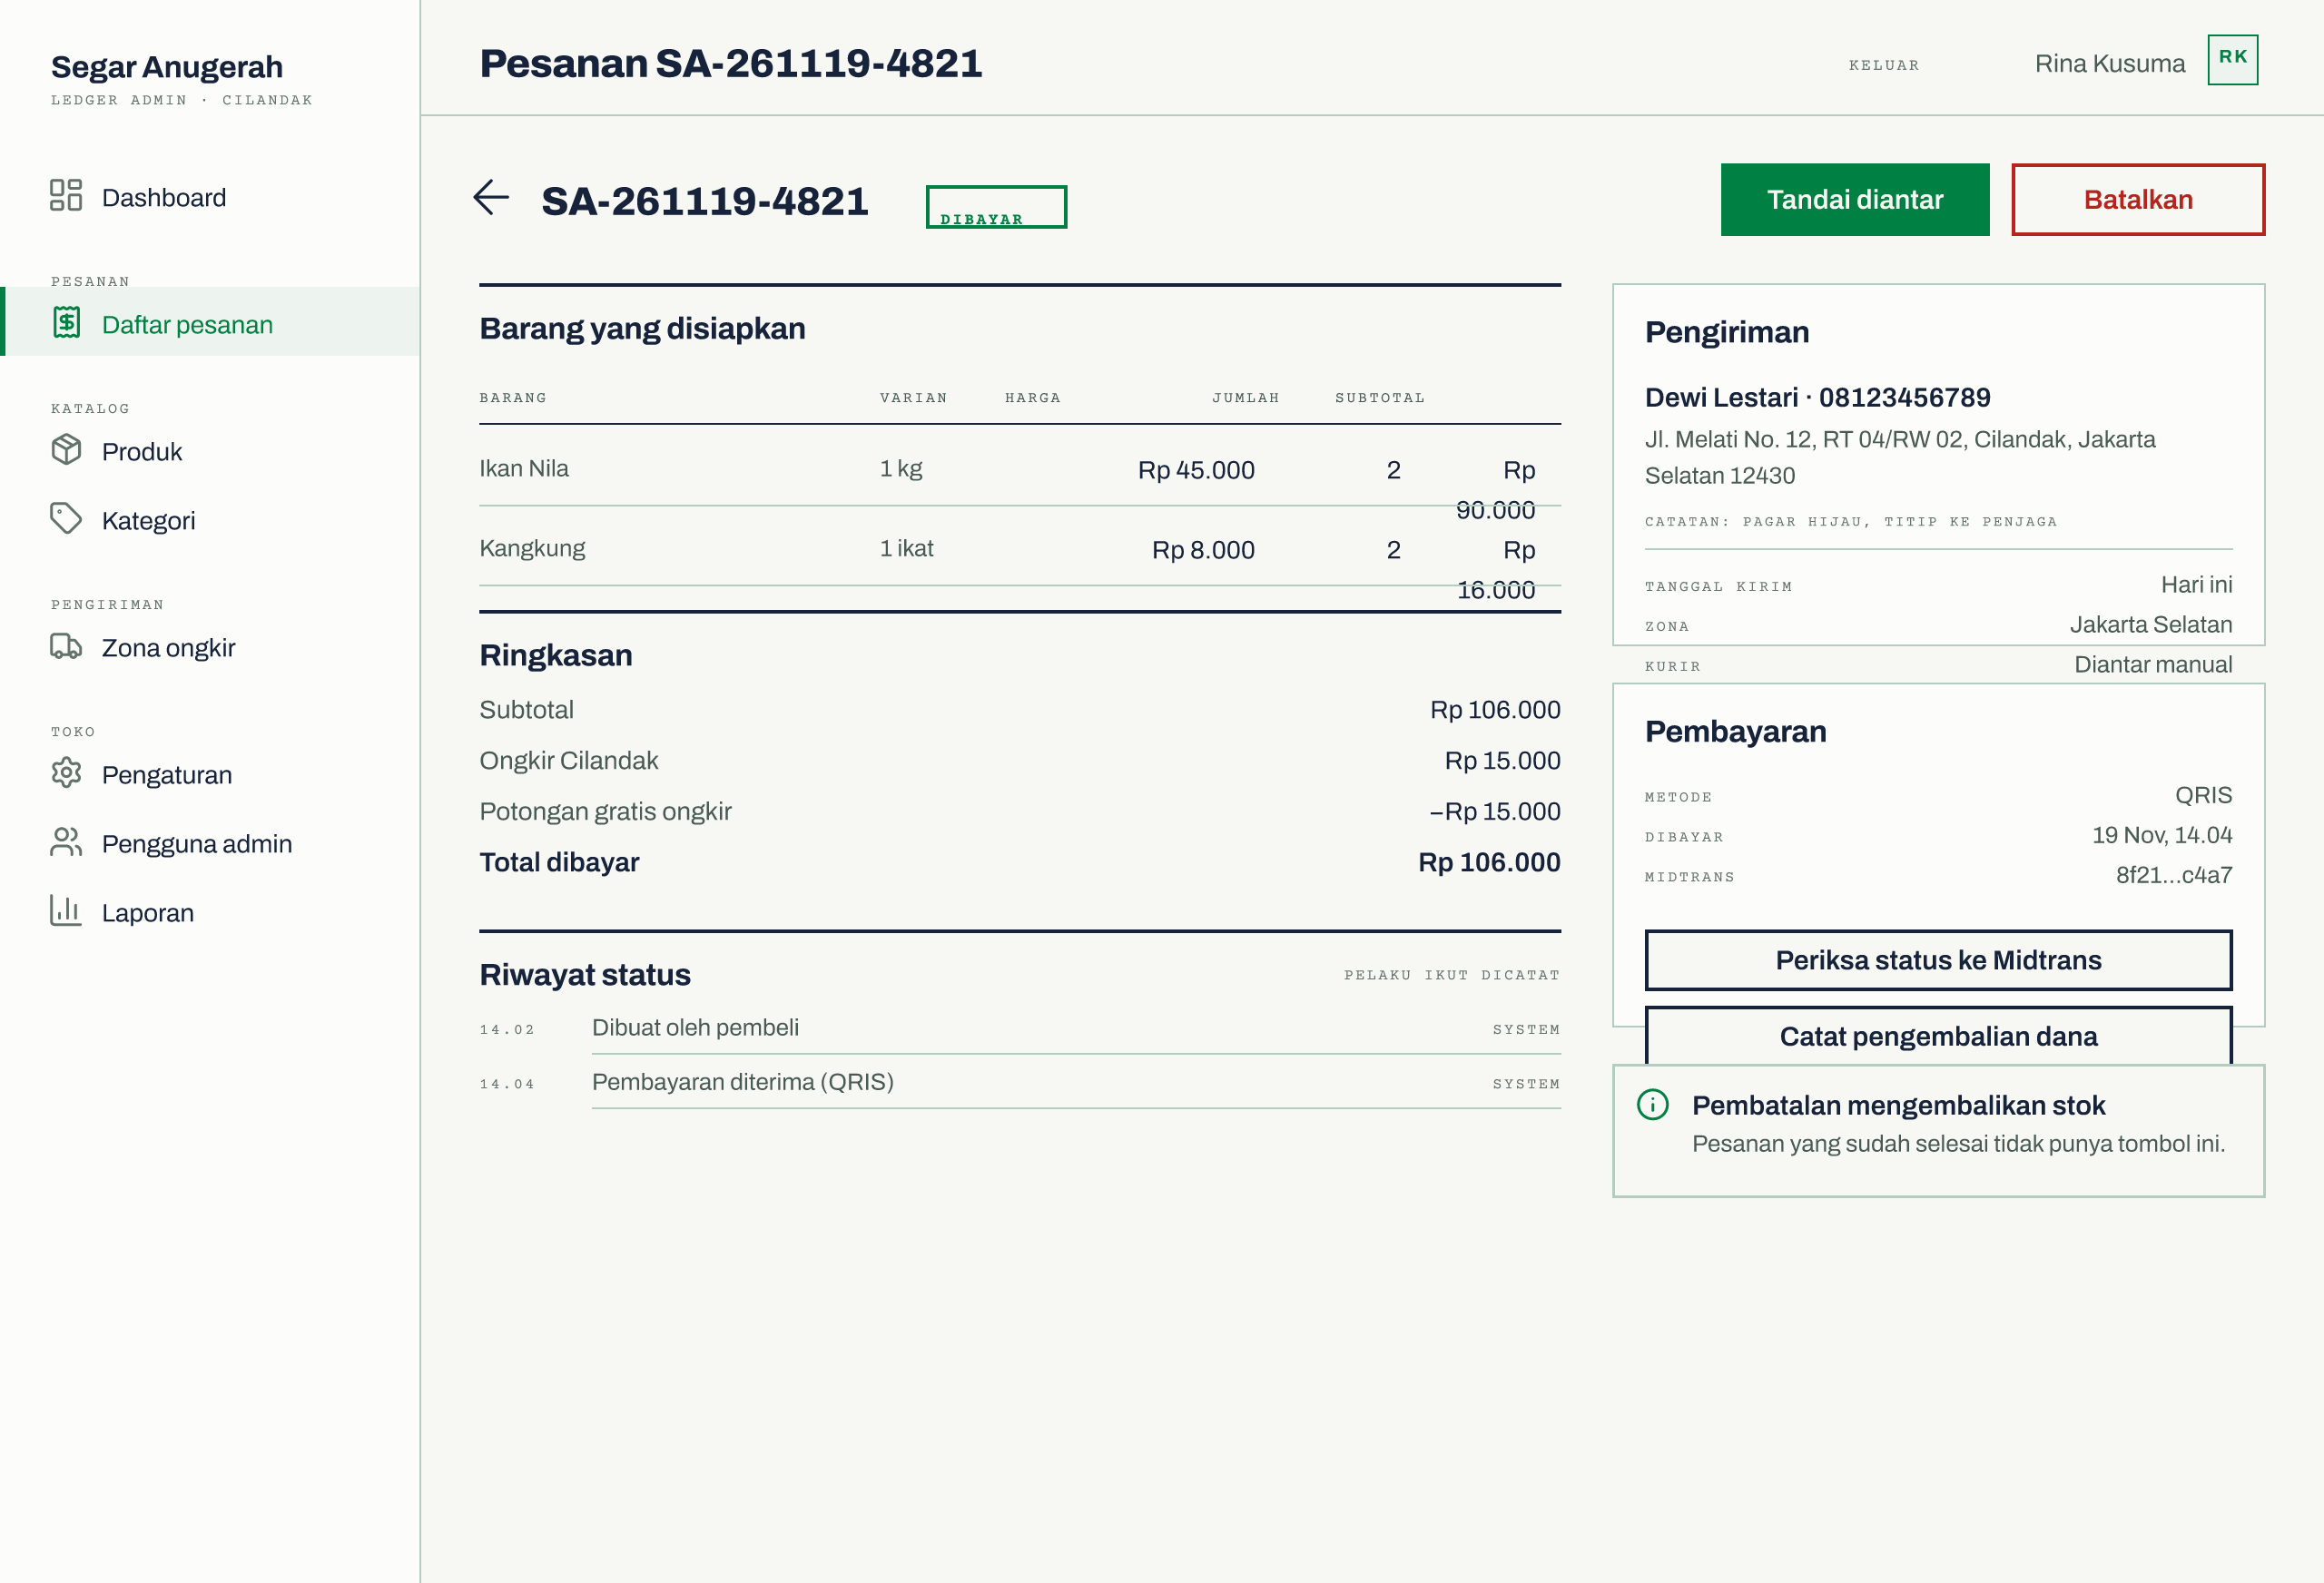 Segar Anugerah
LEDGER ADMIN · CILANDAK
Dashboard
PESANAN
Daftar pesanan
KATALOG
Produk
Kategori
PENGIRIMAN
Zona ongkir
TOKO
Pengaturan
Pengguna admin
Laporan
Pesanan SA-261119-4821
KELUAR
Rina Kusuma
RK
SA-261119-4821
DIBAYAR
Tandai diantar
Batalkan
Barang yang disiapkan
BARANG VARIAN HARGA JUMLAH SUBTOTAL
Ikan Nila 1 kg Rp 45.000 2 Rp
90.000
Kangkung 1 ikat Rp 8.000 2 Rp
16.000
Ringkasan
Subtotal Rp 106.000
Ongkir Cilandak Rp 15.000
Potongan gratis ongkir –Rp 15.000
Total dibayar Rp 106.000
Riwayat status PELAKU IKUT DICATAT
14.02 Dibuat oleh pembeli SYSTEM
14.04 Pembayaran diterima (QRIS) SYSTEM
Pengiriman
Dewi Lestari · 08123456789
Jl. Melati No. 12, RT 04/RW 02, Cilandak, Jakarta
Selatan 12430
CATATAN: PAGAR HIJAU, TITIP KE PENJAGA
TANGGAL KIRIM Hari ini
ZONA Jakarta Selatan
KURIR Diantar manual
Pembayaran
METODE QRIS
DIBAYAR 19 Nov, 14.04
MIDTRANS 8f21…c4a7
Periksa status ke Midtrans
Catat pengembalian dana
Pembatalan mengembalikan stok
Pesanan yang sudah selesai tidak punya tombol ini.